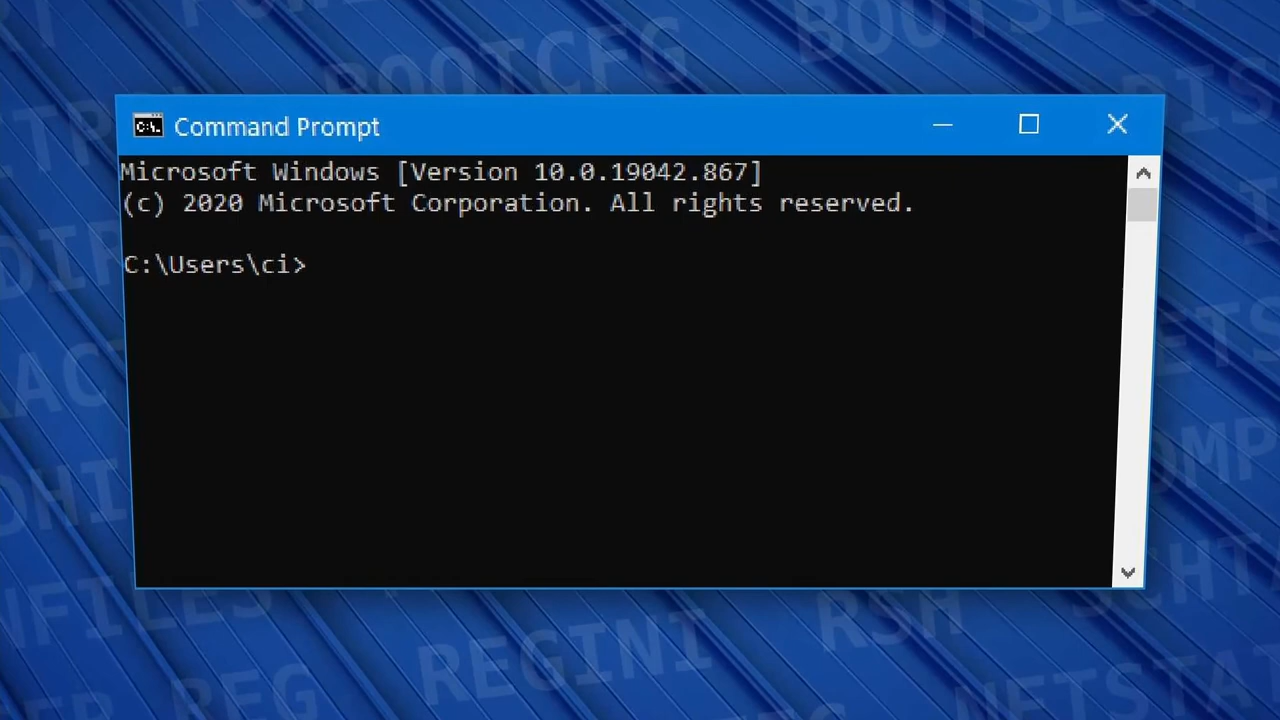 BOOTCFG
Command Prompt
Microsoft Windows [Version 10.0.19042.867]
(c) 2020 Microsoft Corporation. All rights reserved.
C:\Users\ci>
REGINI
RSH
REG